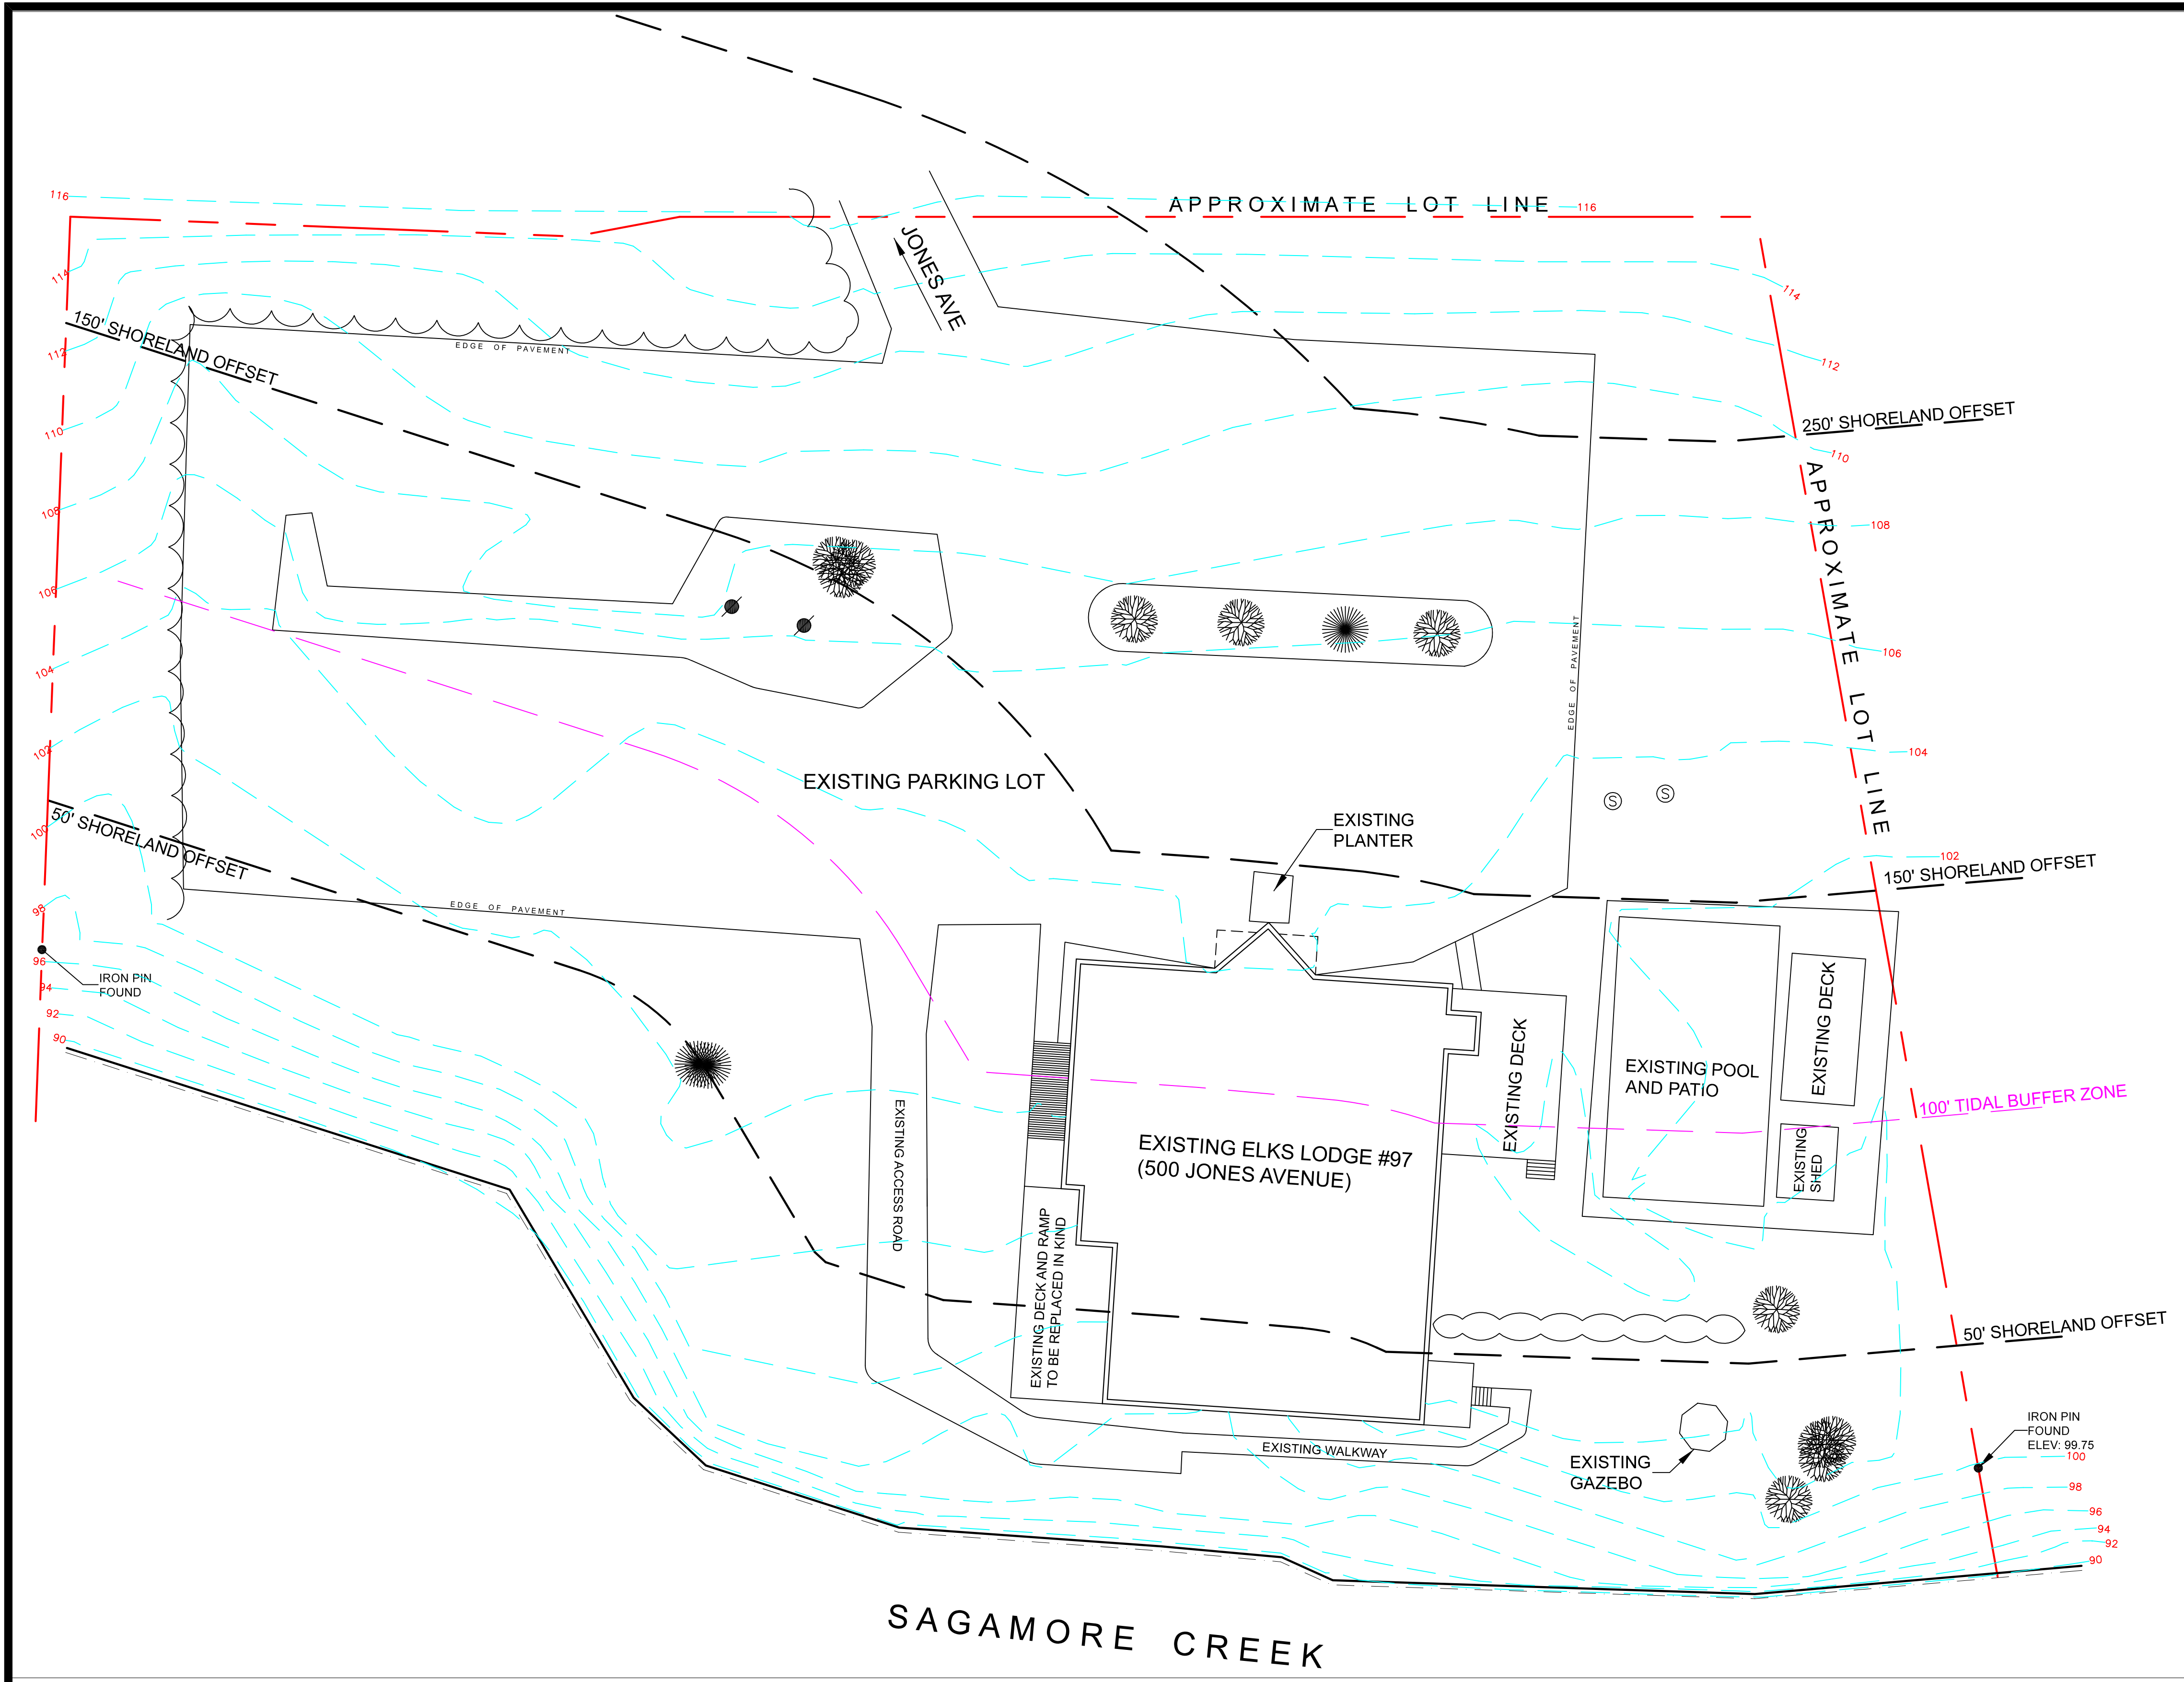 116
APPROXIMATE LOT LINE
116
JONES AVE
114
114
150' SHORELAND OFFSET
112
EDGE OF PAVEMENT
112
250' SHORELAND OFFSET
110
110
APPROXIMATE LOT LINE
108
108
106
EDGE OF PAVEMENT
106
104
102
104
EXISTING PARKING LOT
S
S
100
50' SHORELAND OFFSET
EXISTING
PLANTER
102
150' SHORELAND OFFSET
98
EDGE OF PAVEMENT
96
IRON PIN
FOUND
94
92
90
EXISTING DECK
EXISTING DECK
EXISTING POOL
AND PATIO
100' TIDAL BUFFER ZONE
EXISTING
SHED
EXISTING ACCESS ROAD
EXISTING ELKS LODGE #97
(500 JONES AVENUE)
EXISTING DECK AND RAMP
TO BE REPLACED IN KIND
50' SHORELAND OFFSET
EXISTING WALKWAY
EXISTING
GAZEBO
IRON PIN
FOUND
ELEV: 99.75
100
98
96
94
92
90
SAGAMORE CREEK